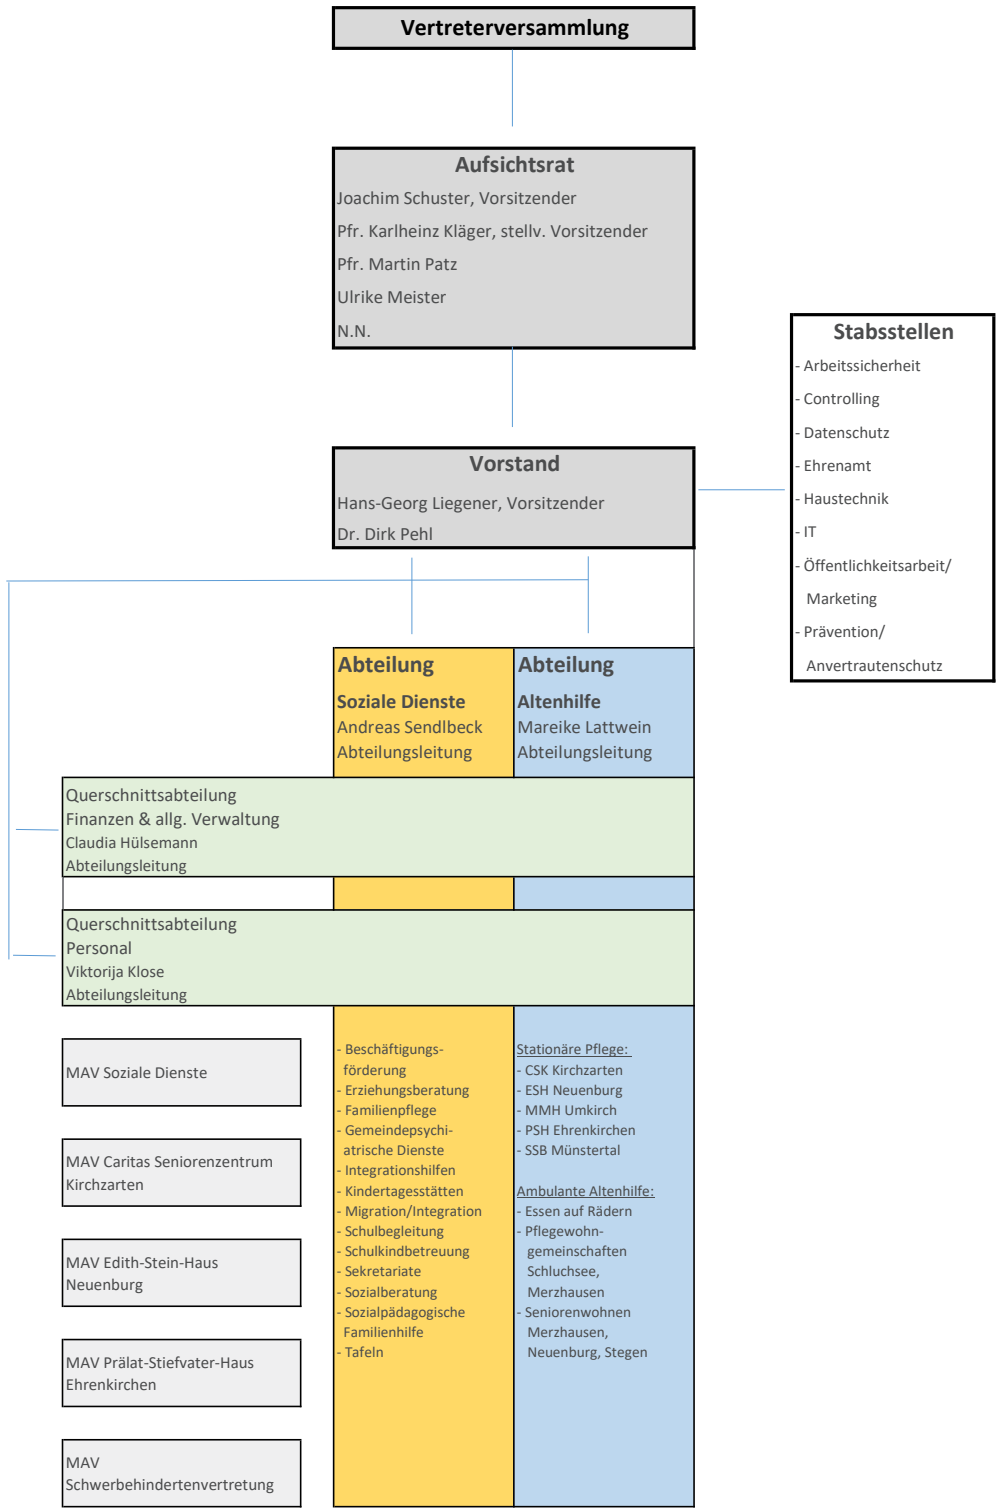 Vertreterversammlung
Aufsichtsrat
Joachim Schuster, Vorsitzender
Pfr. Karlheinz Kläger, stellv. Vorsitzender
Pfr. Martin Patz
Ulrike Meister
N.N.
Stabsstellen
- Arbeitssicherheit
- Controlling
- Datenschutz
- Ehrenamt
- Haustechnik
- IT
- Öffentlichkeitsarbeit/
Marketing
- Prävention/
Anvertrautenschutz
Vorstand
Hans-Georg Liegener, Vorsitzender
Dr. Dirk Pehl
Abteilung
Soziale Dienste
Andreas Sendlbeck
Abteilungsleitung
Abteilung
Altenhilfe
Mareike Lattwein
Abteilungsleitung
Querschnittsabteilung
Finanzen & allg. Verwaltung
Claudia Hülsemann
Abteilungsleitung
Querschnittsabteilung
Personal
Viktorija Klose
Abteilungsleitung
MAV Soziale Dienste
MAV Caritas Seniorenzentrum
Kirchzarten
MAV Edith-Stein-Haus
Neuenburg
MAV Prälat-Stiefvater-Haus
Ehrenkirchen
MAV
Schwerbehindertenvertretung
- Beschäftigungs-
förderung
- Erziehungsberatung
- Familienpflege
- Gemeindepsychi-
atrische Dienste
- Integrationshilfen
- Kindertagesstätten
- Migration/Integration
- Schulbegleitung
- Schulkindbetreuung
- Sekretariate
- Sozialberatung
- Sozialpädagogische
Familienhilfe
- Tafeln
Stationäre Pflege:
- CSK Kirchzarten
- ESH Neuenburg
- MMH Umkirch
- PSH Ehrenkirchen
- SSB Münstertal
Ambulante Altenhilfe:
- Essen auf Rädern
- Pflegewohn-
gemeinschaften
Schluchsee,
Merzhausen
- Seniorenwohnen
Merzhausen,
Neuenburg, Stegen